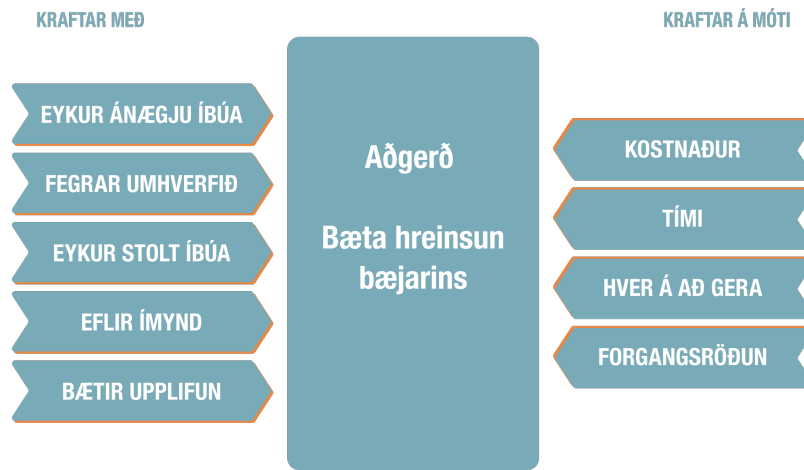 KRAFTAR MEÐ
EYKUR ÁNÆGJU ÍBÚA
FEGRAR UMHVERFIÐ
EYKUR STOLT ÍBÚA
EFLIR ÍMYND
BÆTIR UPPLIFUN
Aðgerð
Bæta hreinsun
bæjarins
KRAFTAR Á MÓTI
KOSTNAÐUR
TÍMI
HVER Á AÐ GERA
FORGANGSRÖÐUN